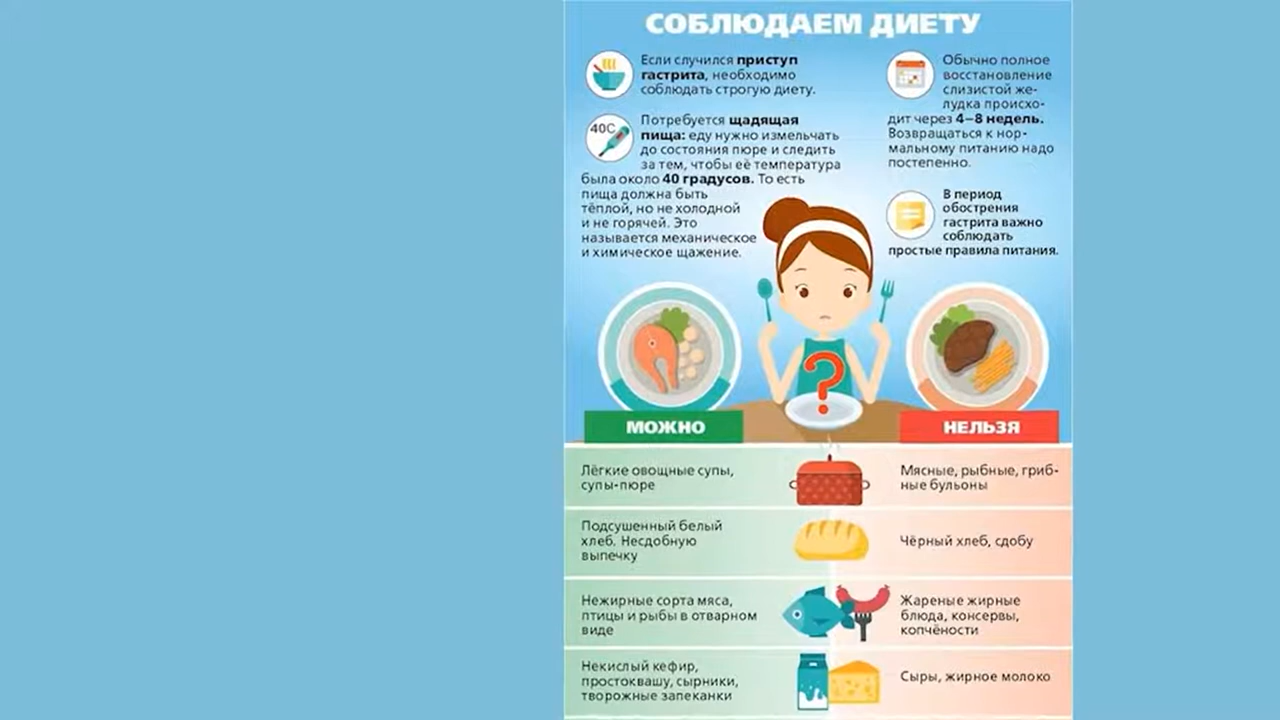 СОБЛЮДАЕМ ДИЕТУ
Если случился приступ
гастрита, необходимо
соблюдать строгую диету.
40С
Потребуется щадящая
пища: еду нужно измельчать
до состояния пюре и следить
за тем, чтобы её температура
была около 40 градусов. То есть
пища должна быть
тёплой, но не холодной
и не горячей. Это
называется механическое
и химическое щажение.
Обычно полное
восстановление
слизистой же-
лудка происхо-
дит через 4–8 недель.
Возвращаться к нор-
мальному питанию надо
постепенно.
В период
обострения
гастрита важно
соблюдать
простые правила питания.
?
МОЖНО
НЕЛЬЗЯ
Лёгкие овощные супы,
супы-пюре
Мясные, рыбные, гриб-
ные бульоны
Подсушенный белый
хлеб. Несдобную
выпечку
Чёрный хлеб, сдобу
Нежирные сорта мяса,
птицы и рыбы в отварном
виде
Жареные жирные
блюда, консервы,
копчёности
Некислый кефир,
простоквашу, сырники,
творожные запеканки
Сыры, жирное молоко